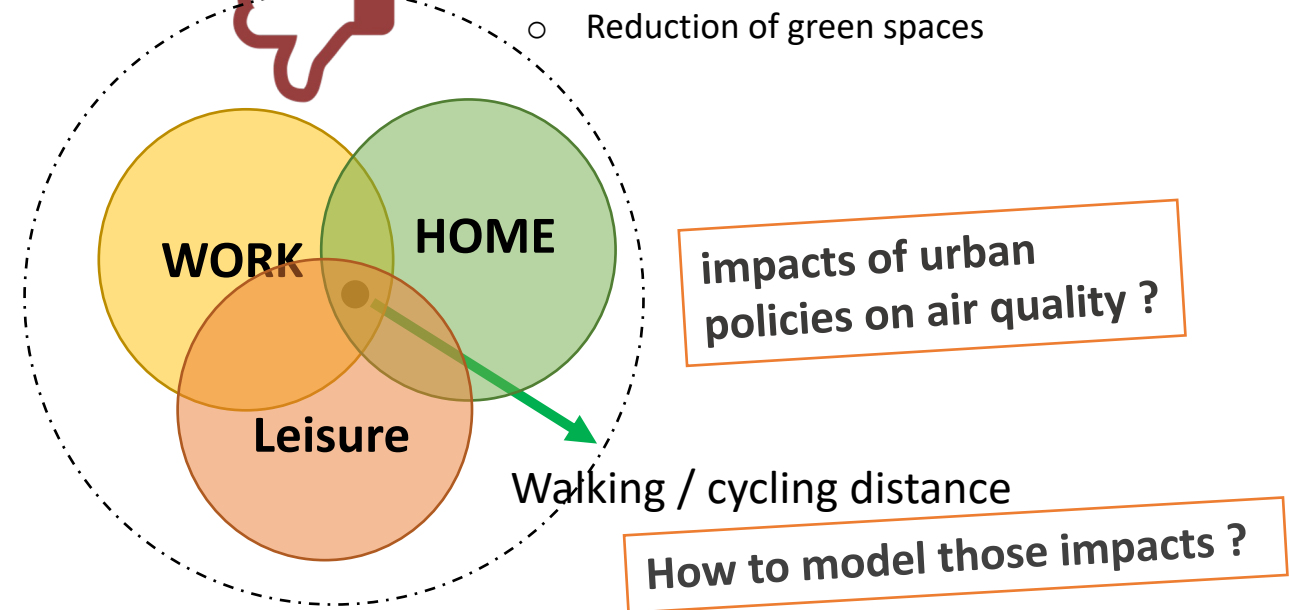 ○ Reduction of green spaces
WORK
HOME
impacts of urban
policies on air quality ?
Leisure
Walking / cycling distance
How to model those impacts ?